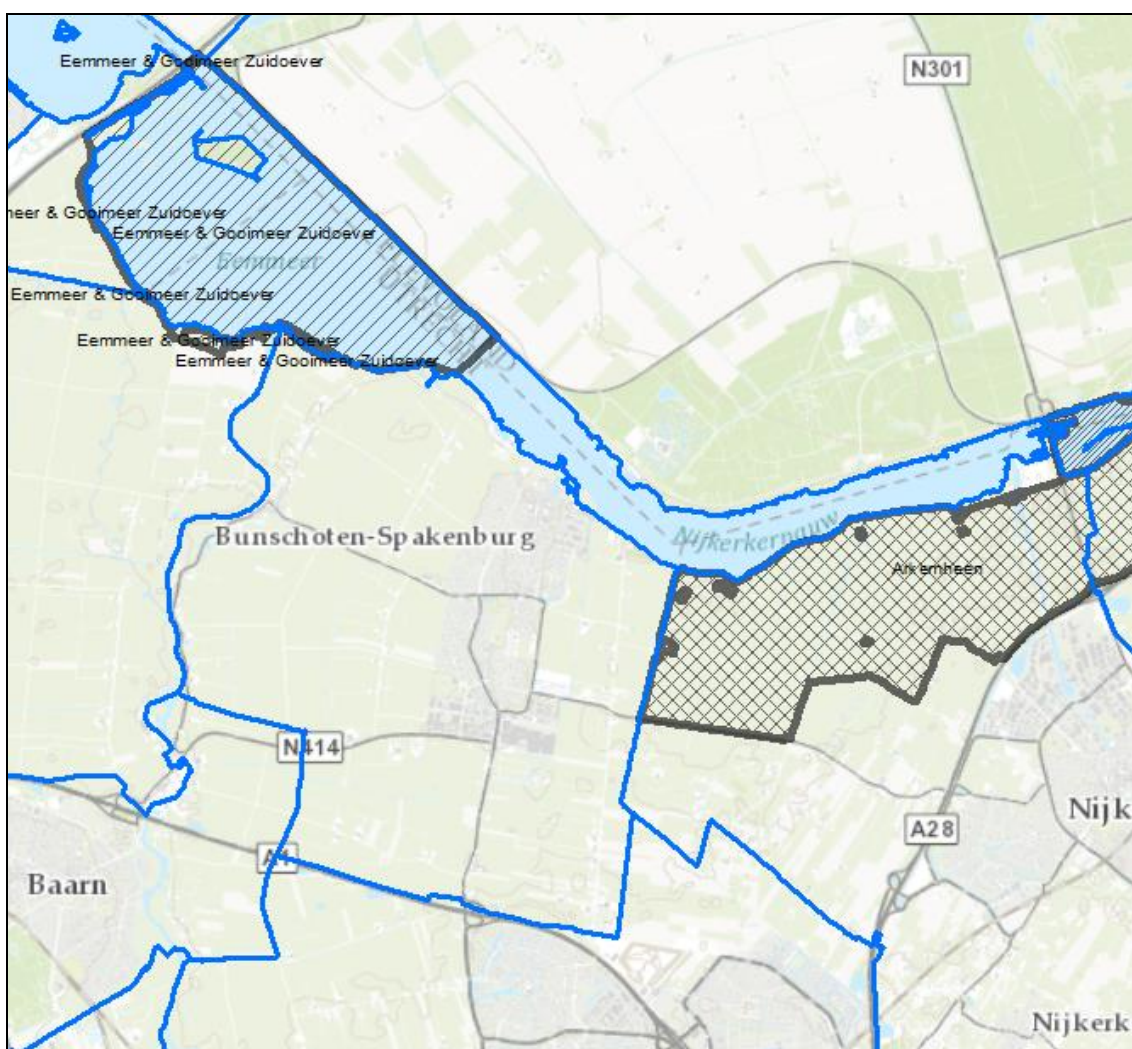 Eemmeer & Gooimeer Zuidoever
N301
meer & Gooimeer Zuidoever
Eemmeer & Gooimeer Zuidoever
Eemmeer
Eemmeer & Gooimeer Zuidoever
Eemmeer & Gooimeer Zuidoever
Eemmeer & Gooimeer Zuidoever
Bunschoten-Spakenburg
Nijkerkernauw
Arkemheen
N414
Nijk
A28
A1
Baarn
Nijkerk